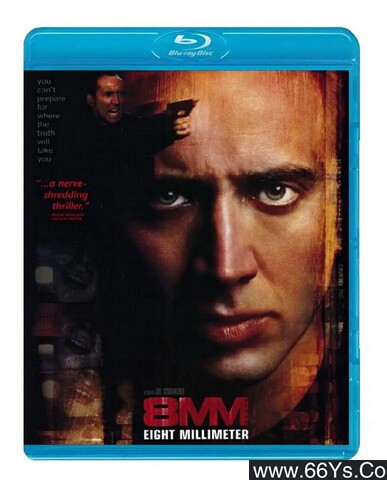 Blu-ray Disc
you
can't
prepare
for
where
the
truth
will
take
you
"...a nerve-
shredding
thriller."
8MM
EIGHT MILLIMETER
www.66Ys.Co